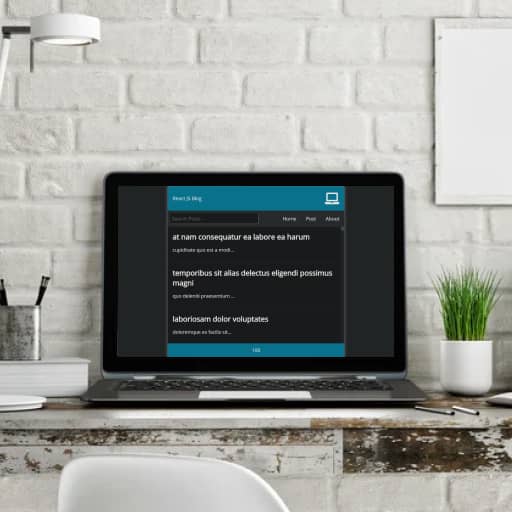 React JS Blog
Search Posts
Home Post About
at nam consequatur ea labore ea harum
cupiditate quo est a modi...
temporibus sit alias delectus eligendi possimus
magni
quo deleniti praesentium ...
laboriosam dolor voluptates
doloremque ex facilis sit...
100